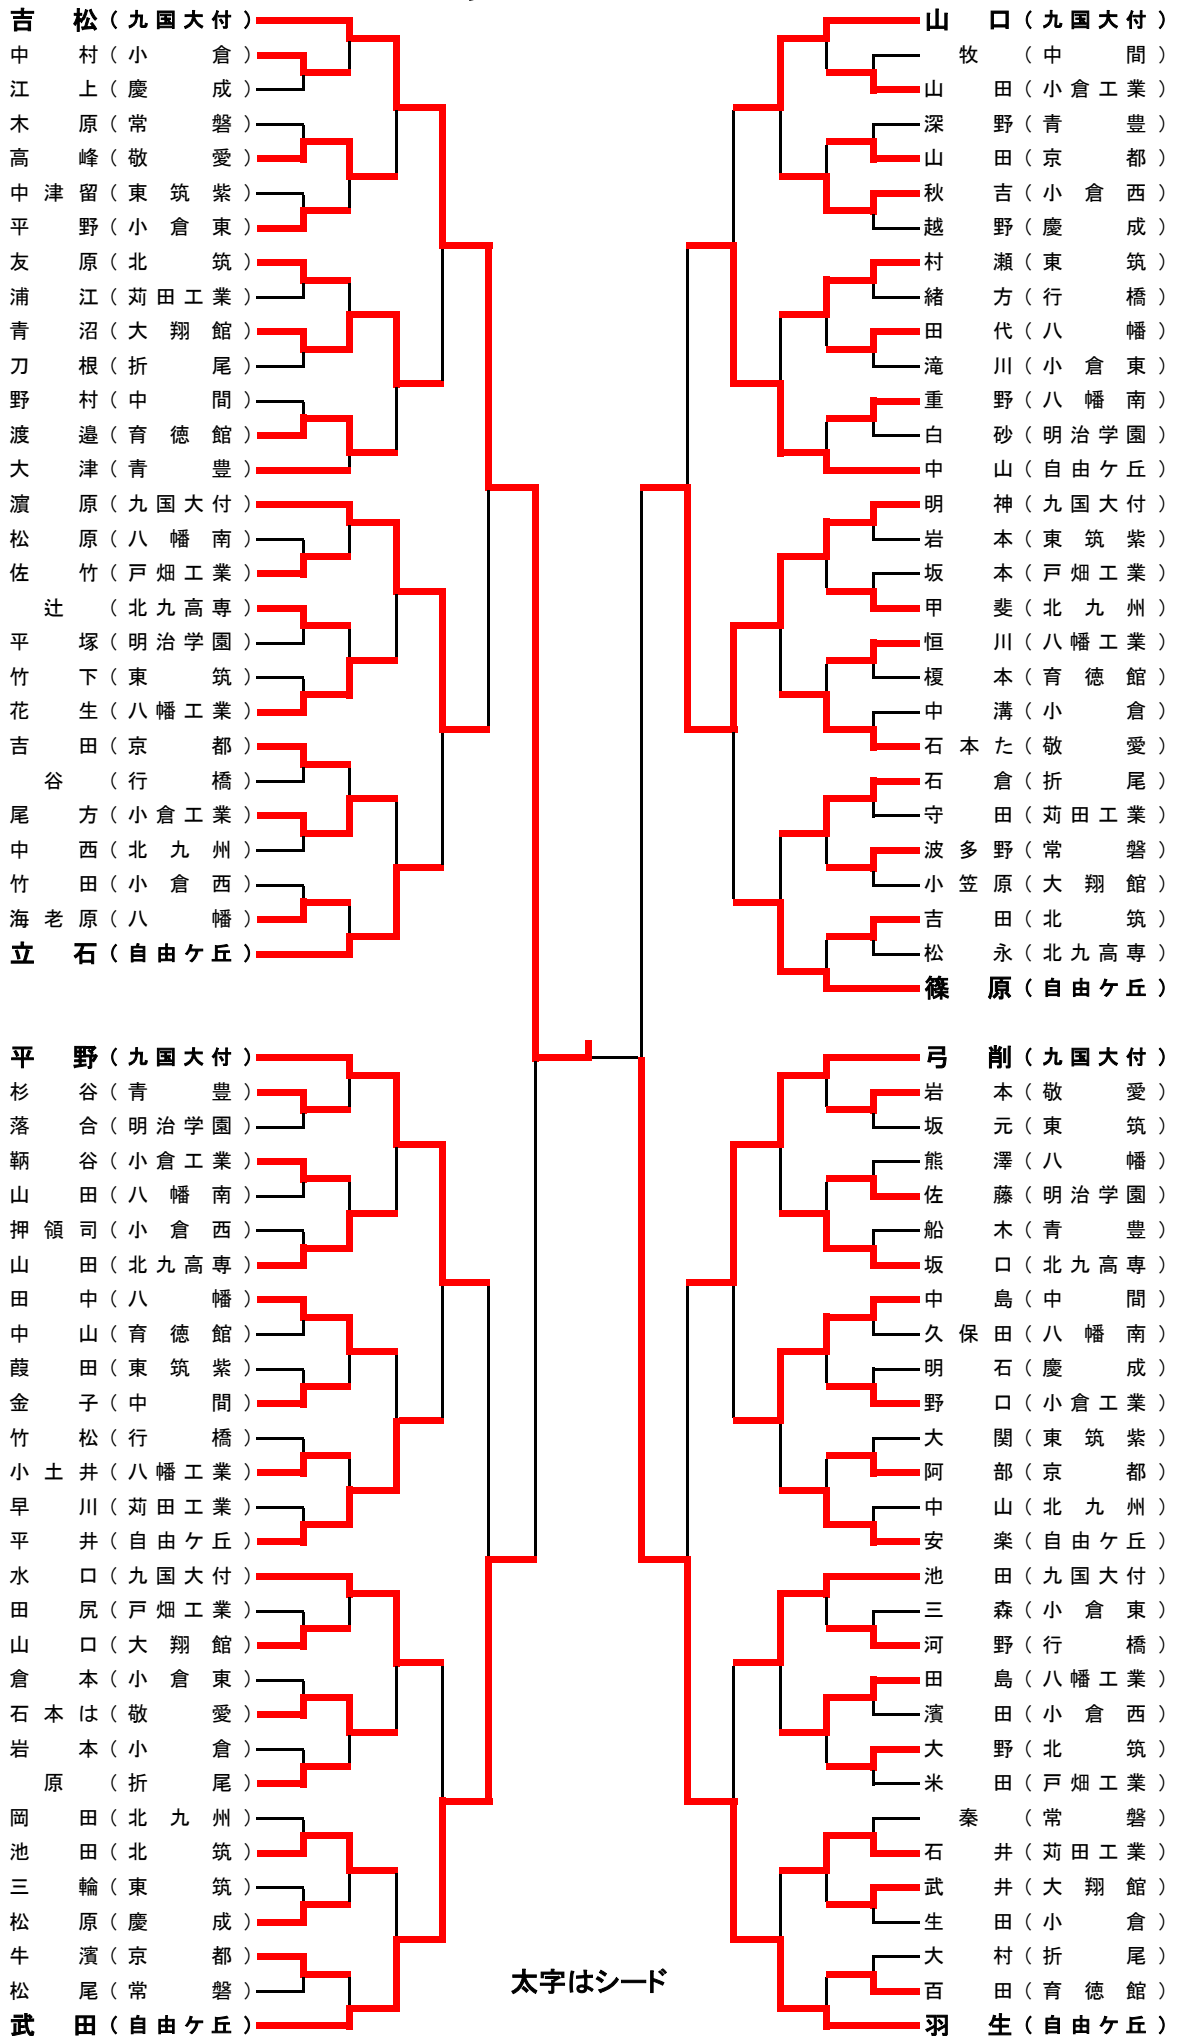 吉松（九国大付）
中村（小倉）
江上（慶成）
木原（常磐）
高峰（敬愛）
中津留（東筑紫）
平野（小倉東）
友原（北筑）
浦江（苅田工業）
青沼（大翔館）
刀根（折尾）
野村（中間）
渡邉（育徳館）
大津（青豊）
濵原（九国大付）
松原（八幡南）
佐竹（戸畑工業）
辻（北九高専）
平塚（明治学園）
竹下（東筑）
花生（八幡工業）
吉田（京都）
谷（行橋）
尾方（小倉工業）
中西（北九州）
竹田（小倉西）
海老原（八幡）
立石（自由ケ丘）
平野（九国大付）
杉谷（青豊）
落合（明治学園）
鞆谷（小倉工業）
山田（八幡南）
押領司（小倉西）
山田（北九高専）
田中（八幡）
中山（育徳館）
葭田（東筑紫）
金子（中間）
竹松（行橋）
小土井（八幡工業）
早川（苅田工業）
平井（自由ケ丘）
水口（九国大付）
田尻（戸畑工業）
山口（大翔館）
倉本（小倉東）
石本は（敬愛）
岩本（小倉）
原（折尾）
岡田（北九州）
池田（北筑）
三輪（東筑）
松原（慶成）
牛濱（京都）
松尾（常磐）
武田（自由ケ丘）
山口（九国大付）
牧（中間）
山田（小倉工業）
深野（青豊）
山田（京都）
秋吉（小倉西）
越野（慶成）
村瀬（東筑）
緒方（行橋）
田代（八幡）
滝川（小倉東）
重野（八幡南）
白砂（明治学園）
中山（自由ケ丘）
明神（九国大付）
岩本（東筑紫）
坂本（戸畑工業）
甲斐（北九州）
恒川（八幡工業）
榎本（育徳館）
中溝（小倉）
石本た（敬愛）
石倉（折尾）
守田（苅田工業）
波多野（常磐）
小笠原（大翔館）
吉田（北筑）
松永（北九高専）
篠原（自由ケ丘）
弓削（九国大付）
岩本（敬愛）
坂元（東筑）
熊澤（八幡）
佐藤（明治学園）
船木（青豊）
坂口（北九高専）
中島（中間）
久保田（八幡南）
明石（慶成）
野口（小倉工業）
大関（東筑紫）
阿部（京都）
中山（北九州）
安楽（自由ケ丘）
池田（九国大付）
三森（小倉東）
河野（行橋）
田島（八幡工業）
濱田（小倉西）
大野（北筑）
米田（戸畑工業）
秦（常磐）
石井（苅田工業）
武井（大翔館）
生田（小倉）
大村（折尾）
百田（育徳館）
羽生（自由ケ丘）
太字はシード